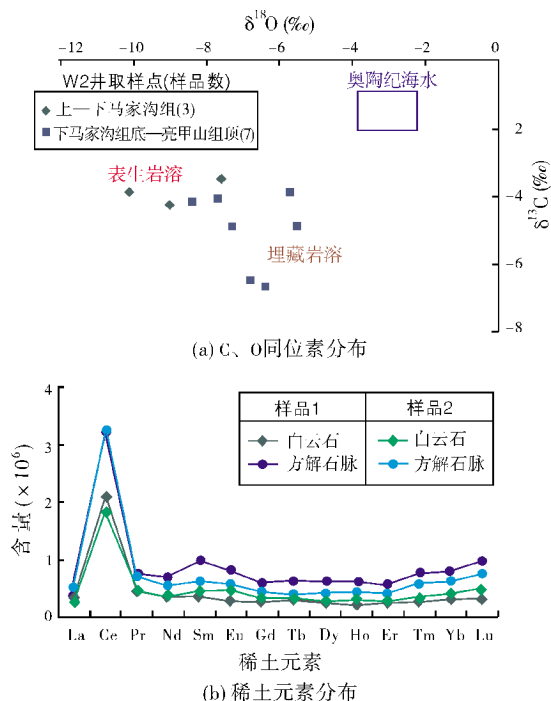 δ18O (‰)
−12 −10 −8 −6 −4 −2 0
W2井取样点(样品数)
奥陶纪海水
上—下马家沟组(3)
下马家沟组底—亮甲山组顶(7)
2
表生岩溶
−4
δ13C (‰)
埋藏岩溶
−6
−8
(a) C、O同位素分布
4
样品1 样品2
白云石 白云石
方解石脉 方解石脉
3
2
1
0
含量 (×10⁶)
La Ce Pr Nd Sm Eu Gd Tb Dy Ho Er Tm Yb Lu
稀土元素
(b) 稀土元素分布